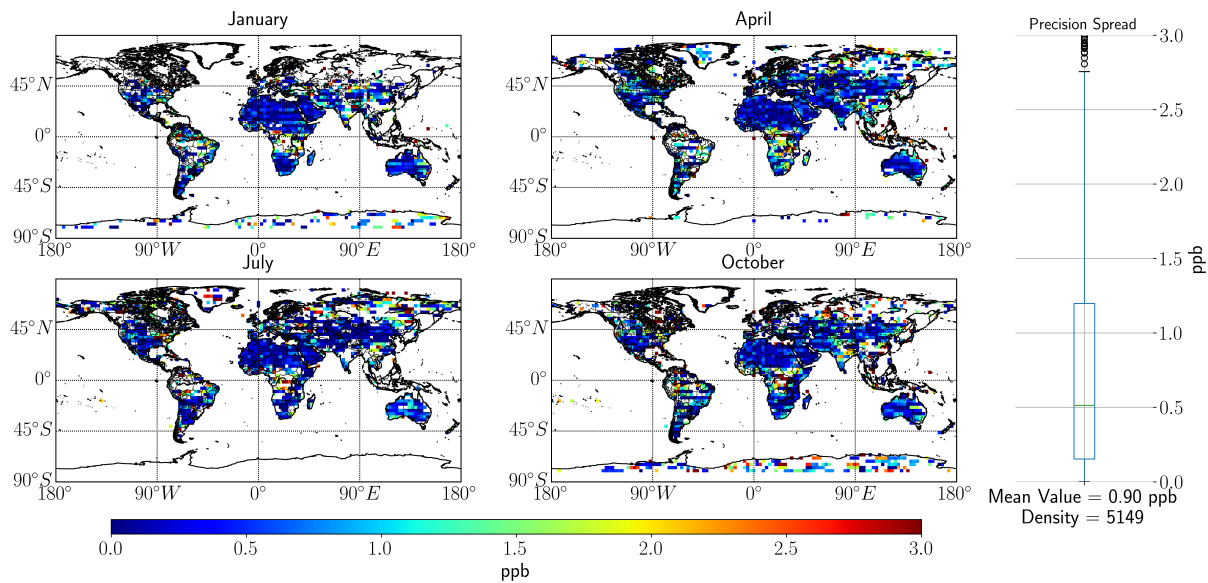 January
April
Precision Spread
45°N
0°
45°S
90°S
180° 90°W 0° 90°E 180°
45°N
0°
45°S
90°S
180° 90°W 0° 90°E 180°
July
October
45°N
0°
45°S
90°S
180° 90°W 0° 90°E 180°
45°N
0°
45°S
90°S
180° 90°W 0° 90°E 180°
3.0
2.5
2.0
1.5
1.0
0.5
0.0
ppb
Mean Value = 0.90 ppb
Density = 5149
0.0 0.5 1.0 1.5 2.0 2.5 3.0
ppb